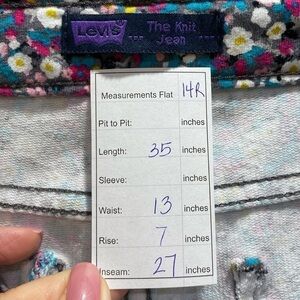 Levi's The Knit
Jean
Measurements Flat 14R
Pit to Pit: inches
Length: 35 inches
Sleeve: inches
Waist: 13 inches
Rise: 7 inches
Inseam: 27 inches